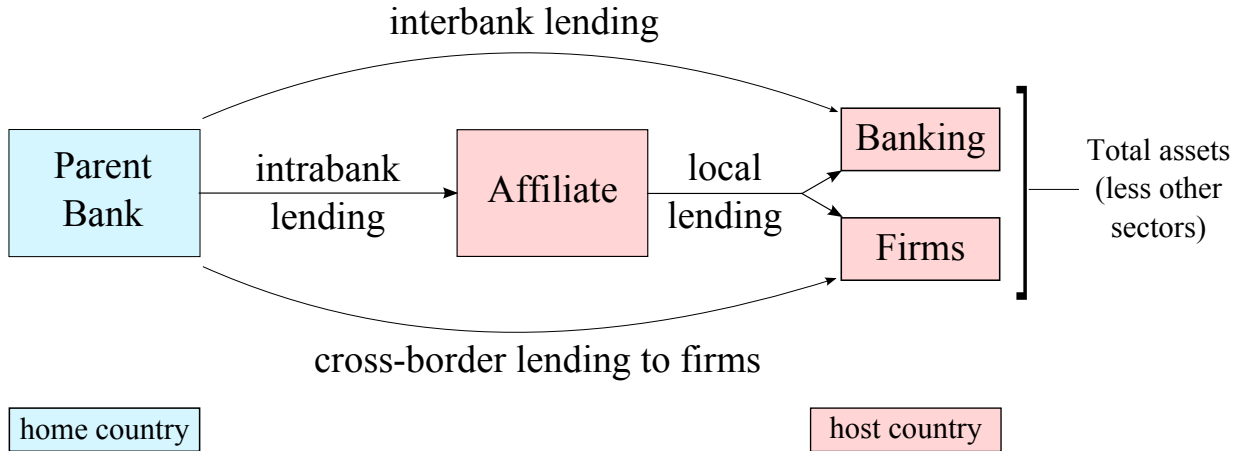 interbank lending
Parent
Bank
intrabank
lending
Affiliate
local
lending
Banking
Firms
Total assets
(less other
sectors)
cross-border lending to firms
home country
host country